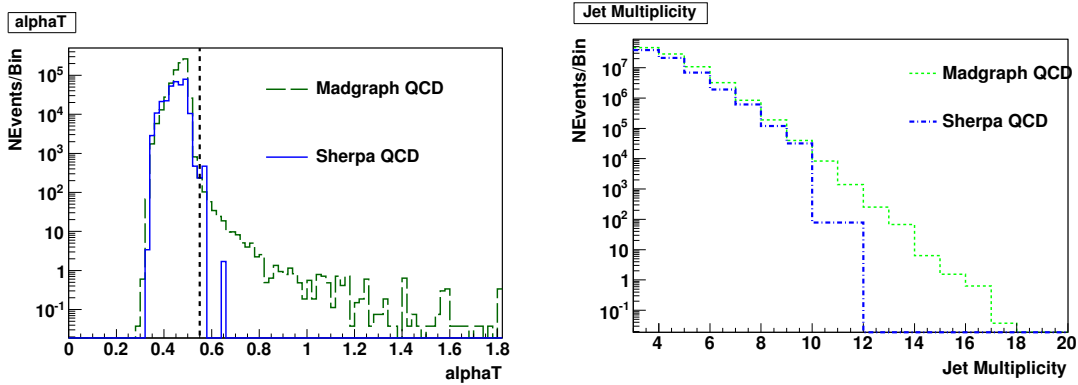 alphaT
NEvents/Bin
10^5
10^4
10^3
10^2
10
1
10^-1
Madgraph QCD
Sherpa QCD
0 0.2 0.4 0.6 0.8 1 1.2 1.4 1.6 1.8
alphaT
Jet Multiplicity
NEvents/Bin
10^7
10^6
10^5
10^4
10^3
10^2
10
1
10^-1
Madgraph QCD
Sherpa QCD
4 6 8 10 12 14 16 18 20
Jet Multiplicity